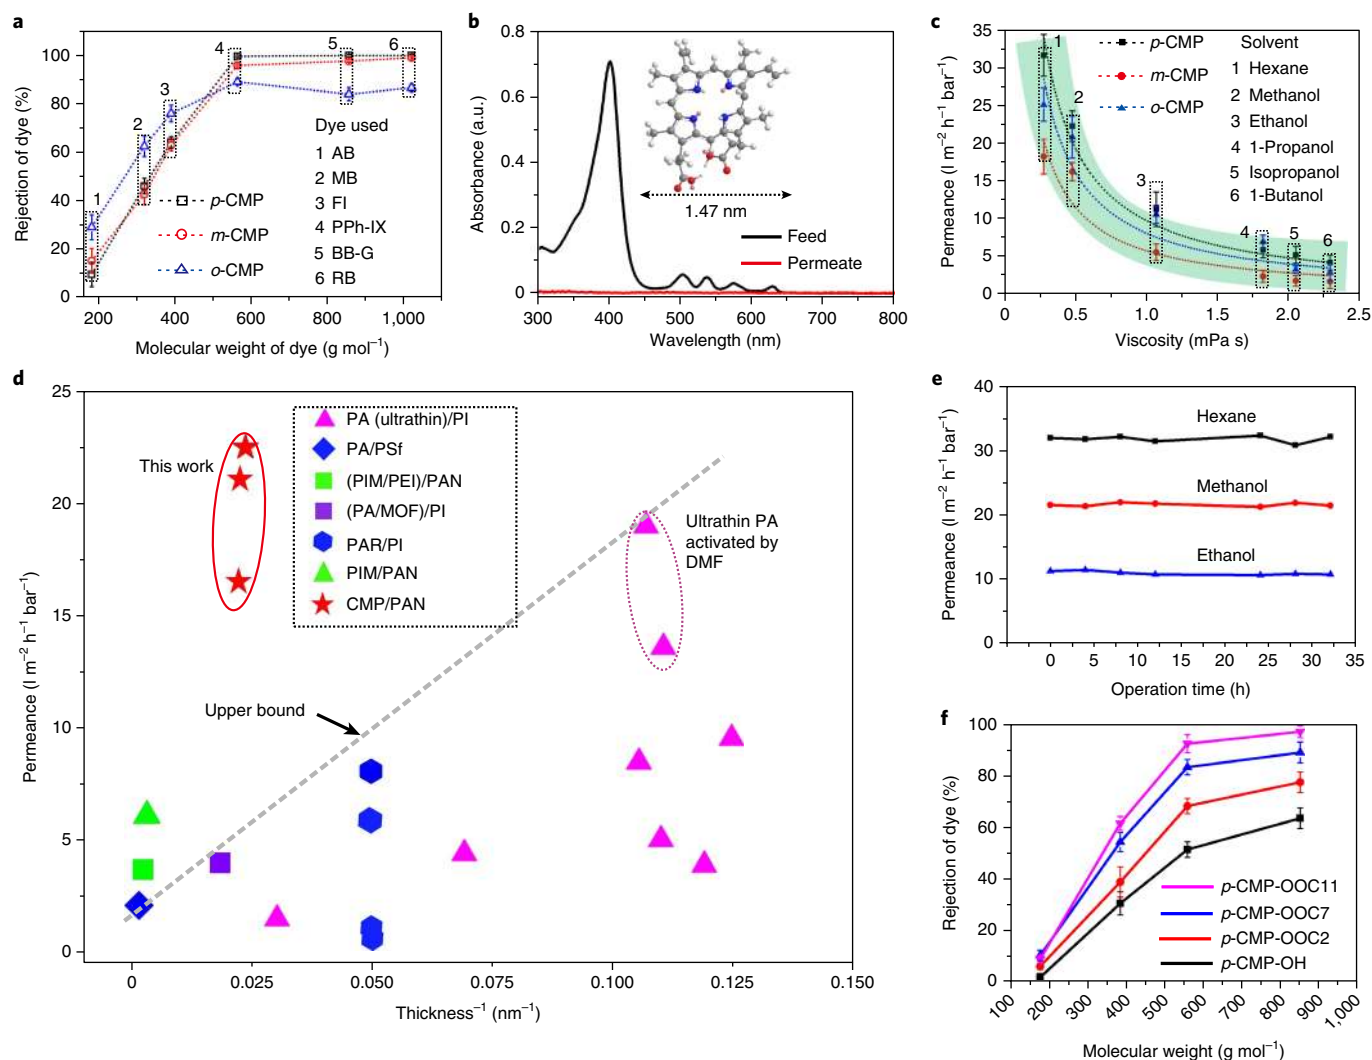 a
Rejection of dye (%)
100
80
60
40
20
0
200
400
600
800
1,000
Molecular weight of dye (g mol⁻¹)
1
2
3
4
5
6
p-CMP
m-CMP
o-CMP
Dye used
1 AB
2 MB
3 FI
4 PPh-IX
5 BB-G
6 RB
b
Absorbance (a.u.)
0.8
0.6
0.4
0.2
0
300
400
500
600
700
800
Wavelength (nm)
1.47 nm
Feed
Permeate
c
Permeance (l m⁻² h⁻¹ bar⁻¹)
35
30
25
20
15
10
5
0
0
0.5
1.0
1.5
2.0
2.5
Viscosity (mPa s)
1
2
3
4
5
6
p-CMP
m-CMP
o-CMP
Solvent
1 Hexane
2 Methanol
3 Ethanol
4 1-Propanol
5 Isopropanol
6 1-Butanol
d
Permeance (l m⁻² h⁻¹ bar⁻¹)
25
20
15
10
5
0
0
0.025
0.050
0.075
0.100
0.125
0.150
Thickness⁻¹ (nm⁻¹)
This work
Upper bound
Ultrathin PA
activated by
DMF
PA (ultrathin)/PI
PA/PSf
(PIM/PEI)/PAN
(PA/MOF)/PI
PAR/PI
PIM/PAN
CMP/PAN
e
Permeance (l m⁻² h⁻¹ bar⁻¹)
40
30
20
10
0
0
5
10
15
20
25
30
35
Operation time (h)
Hexane
Methanol
Ethanol
f
Rejection of dye (%)
100
80
60
40
20
0
100
200
300
400
500
600
700
800
900
1,000
Molecular weight (g mol⁻¹)
p-CMP-OOC11
p-CMP-OOC7
p-CMP-OOC2
p-CMP-OH